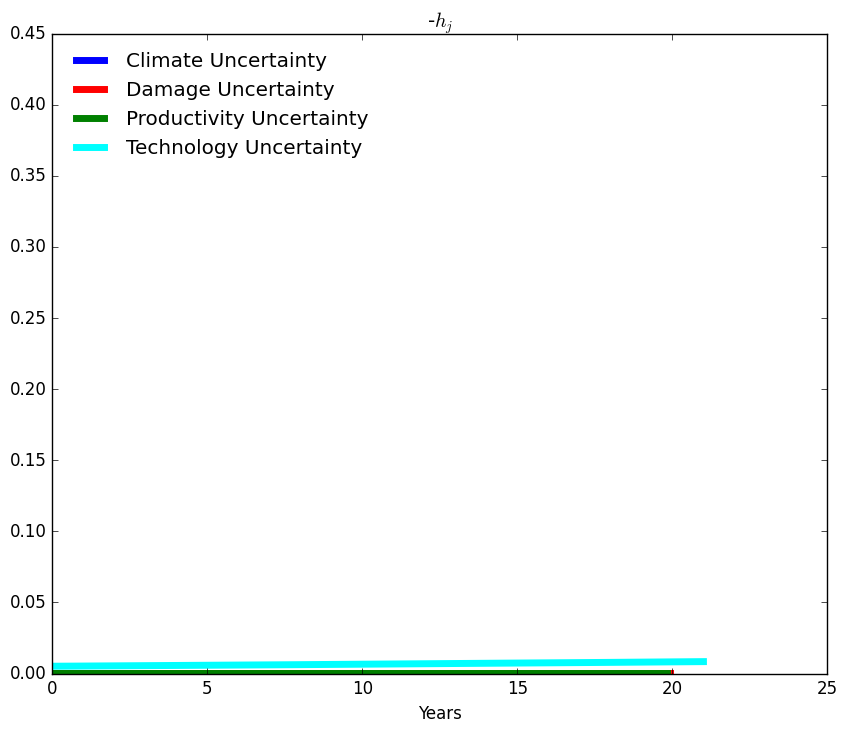 -h_j
0.45
Climate Uncertainty
Damage Uncertainty
0.40
Productivity Uncertainty
Technology Uncertainty
0.35
0.30
0.25
0.20
0.15
0.10
0.05
0.00
0 5 10 15 20 25
Years